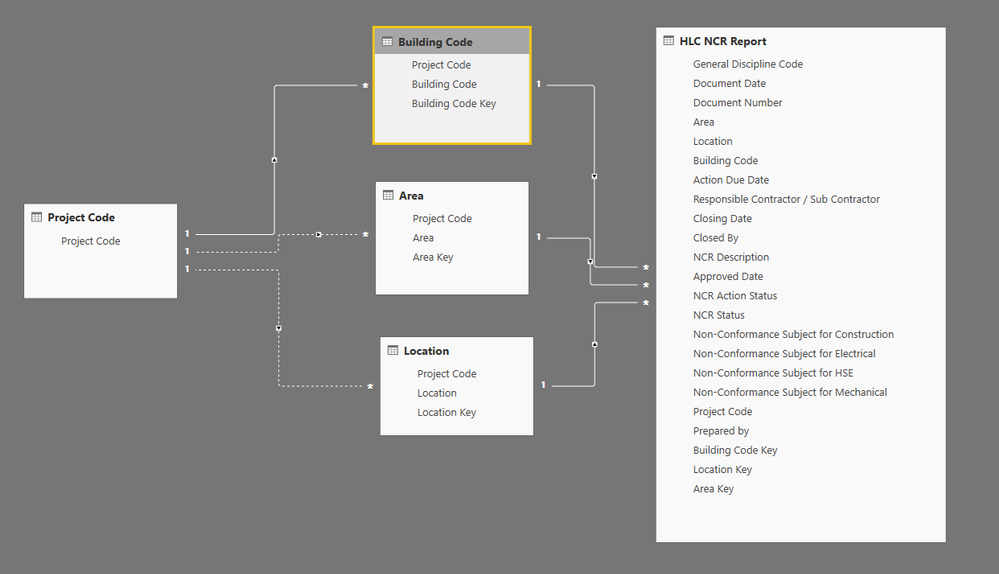 Project Code
Project Code
1
1
1
*
*
*
Building Code
Project Code
Building Code
Building Code Key
Area
Project Code
Area
Area Key
Location
Project Code
Location
Location Key
1
1
1
*
*
*
HLC NCR Report
General Discipline Code
Document Date
Document Number
Area
Location
Building Code
Action Due Date
Responsible Contractor / Sub Contractor
Closing Date
Closed By
NCR Description
Approved Date
NCR Action Status
NCR Status
Non-Conformance Subject for Construction
Non-Conformance Subject for Electrical
Non-Conformance Subject for HSE
Non-Conformance Subject for Mechanical
Project Code
Prepared by
Building Code Key
Location Key
Area Key